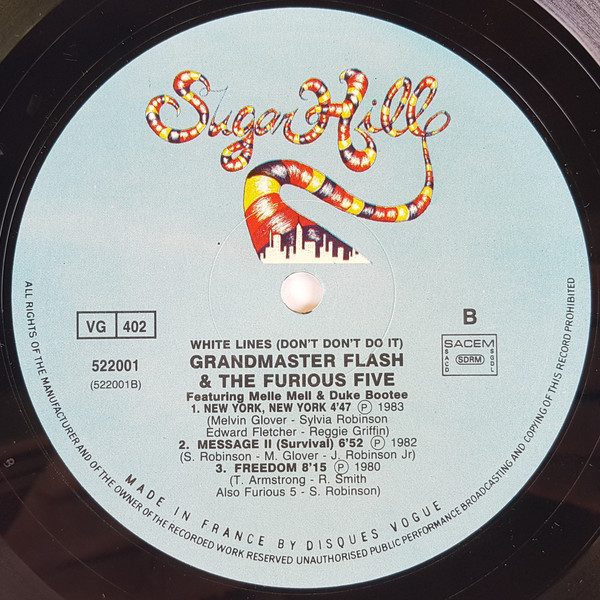 Sugar Hill
VG 402
522001
(522001B)
B
SACEM
SACD SDRM SGDL
WHITE LINES (DON'T DON'T DO IT)
GRANDMASTER FLASH
& THE FURIOUS FIVE
Featuring Melle Mell & Duke Bootee
1. NEW YORK, NEW YORK 4'47 Ⓟ 1983
(Melvin Glover - Sylvia Robinson
Edward Fletcher - Reggie Griffin)
2. MESSAGE II (Survival) 6'52 Ⓟ 1982
(S. Robinson - M. Glover - J. Robinson Jr)
3. FREEDOM 8'15 Ⓟ 1980
(T. Armstrong - R. Smith
Also Furious 5 - S. Robinson)
MADE IN FRANCE BY DISQUES VOGUE
ALL RIGHTS OF THE MANUFACTURER AND OF THE OWNER OF THE RECORDED WORK RESERVED UNAUTHORISED PUBLIC PERFORMANCE BROADCASTING AND COPYING OF THIS RECORD PROHIBITED